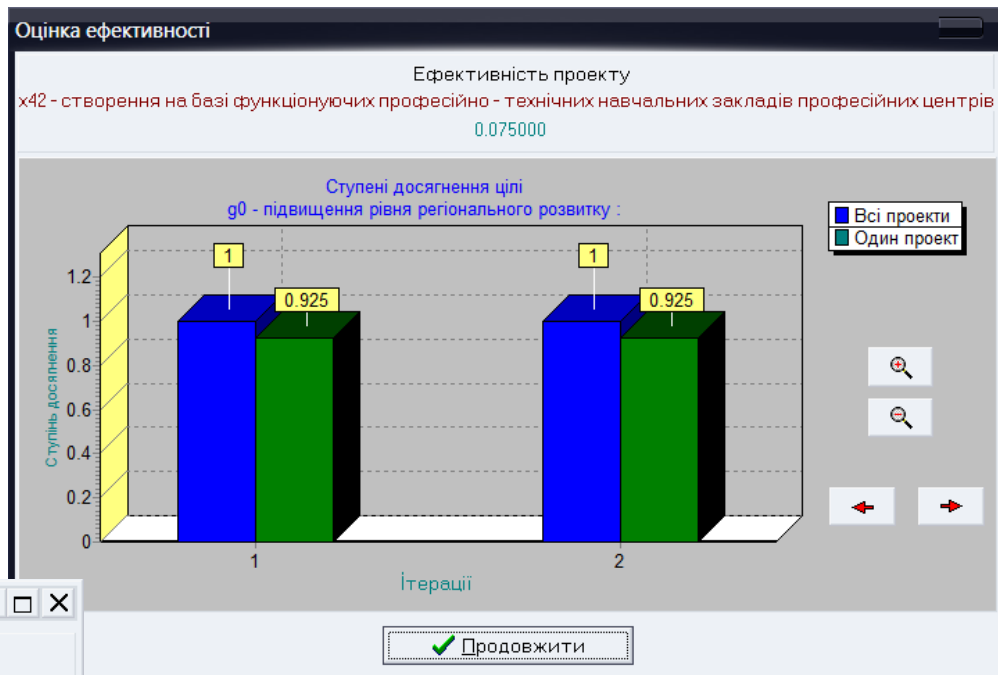 Оцінка ефективності
Ефективність проекту
x42 - створення на базі функціонуючих професійно - технічних навчальних закладів професійних центрів
0.075000
Ступені досягнення цілі
g0 - підвищення рівня регіонального розвитку :
Всі проекти
Один проект
Ступінь досягнення
1.2
1
0.8
0.6
0.4
0.2
0
1
0.925
1
0.925
1
2
Ітерації
Продовжити